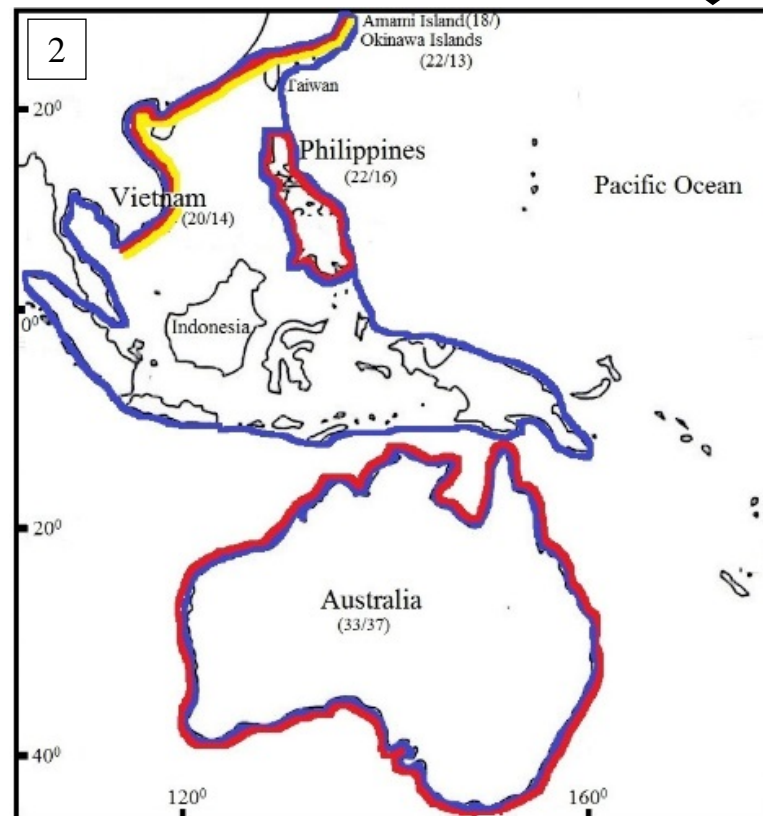 2
Amami Island(18/)
Okinawa Islands
(22/13)
Taiwan
20⁰
Philippines
(22/16)
Pacific Ocean
Vietnam
(20/14)
0⁰
Indonesia
20⁰
Australia
(33/37)
40⁰
120⁰
160⁰